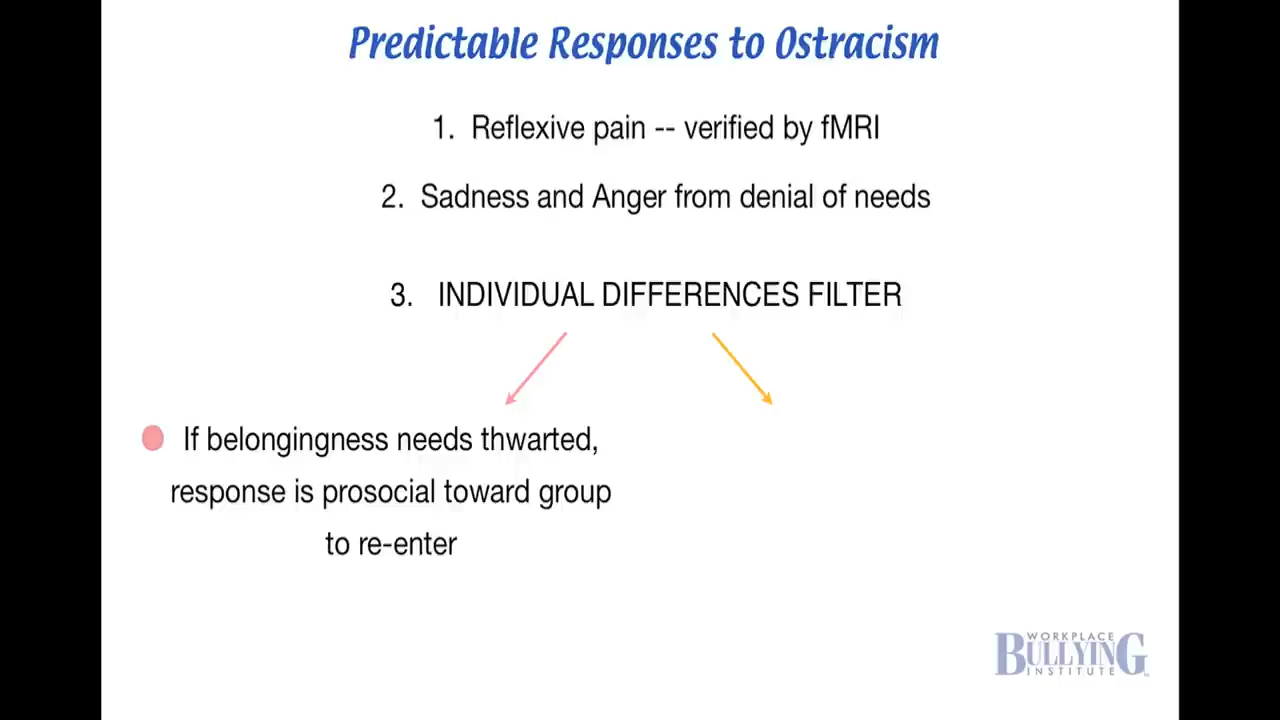 Predictable Responses to Ostracism
1. Reflexive pain -- verified by fMRI
2. Sadness and Anger from denial of needs
3. INDIVIDUAL DIFFERENCES FILTER
If belongingness needs thwarted,
response is prosocial toward group
to re-enter
WORKPLACE
BULLYING
INSTITUTE